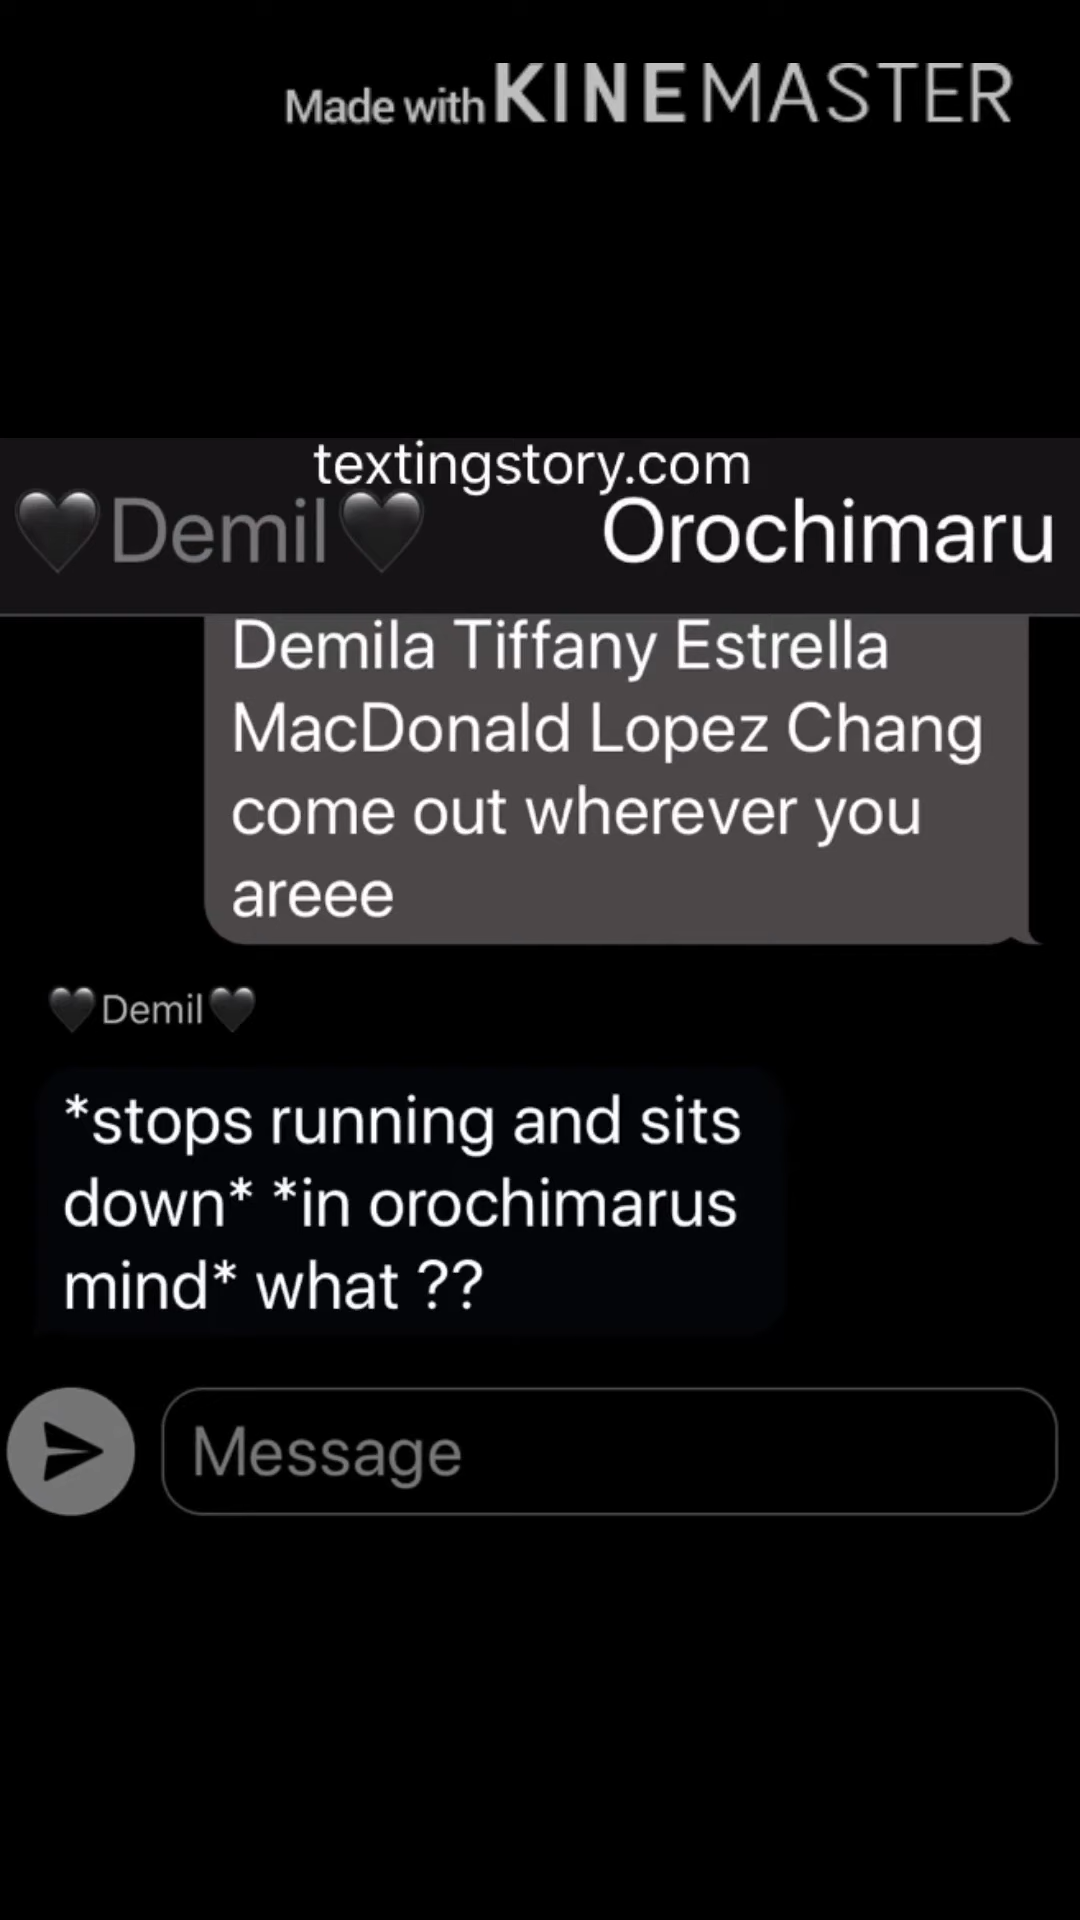 Made with KINEMASTER
textingstory.com
🖤Demil🖤 Orochimaru
Demila Tiffany Estrella
MacDonald Lopez Chang
come out wherever you
areee
🖤Demil🖤
*stops running and sits
down* *in orochimarus
mind* what ??
Message